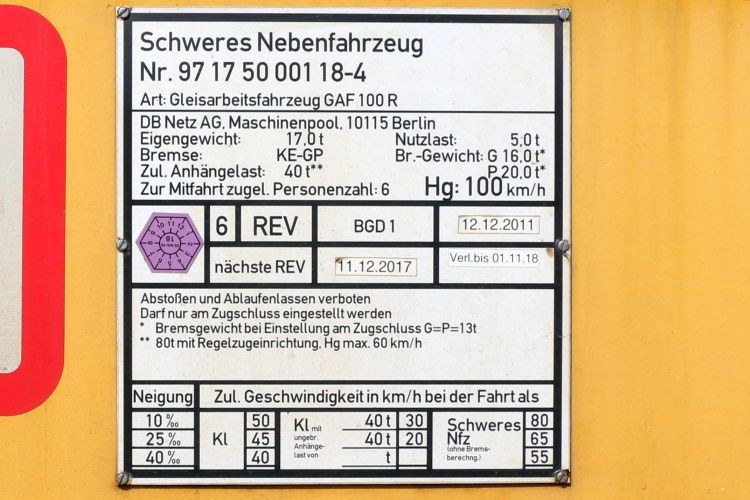 Schweres Nebenfahrzeug
Nr. 97 17 50 001 18-4
Art: Gleisarbeitsfahrzeug GAF 100 R
DB Netz AG, Maschinenpool, 10115 Berlin
Eigengewicht: 17,0 t Nutzlast: 5,0 t
Bremse: KE-GP Br.-Gewicht: G 16,0 t*
Zul. Anhängelast: 40 t** P 20,0 t*
Zur Mitfahrt zugel. Personenzahl: 6 Hg: 100 km/h
6 REV BGD 1 12.12.2011
nächste REV 11.12.2017 Verl.bis 01.11.18
18
Abstoßen und Ablaufenlassen verboten
Darf nur am Zugschluss eingestellt werden
* Bremsgewicht bei Einstellung am Zugschluss G=P=13t
** 80t mit Regelzugeinrichtung, Hg max. 60 km/h
Neigung Zul. Geschwindigkeit in km/h bei der Fahrt als
10 ‰ 50 40 t 30 80
25 ‰ Kl 45 Kl mit ungebr. Anhänge- last von 40 t 20 Schweres Nfz (ohne Brems- berechng.) 65
40 ‰ 40 t 55